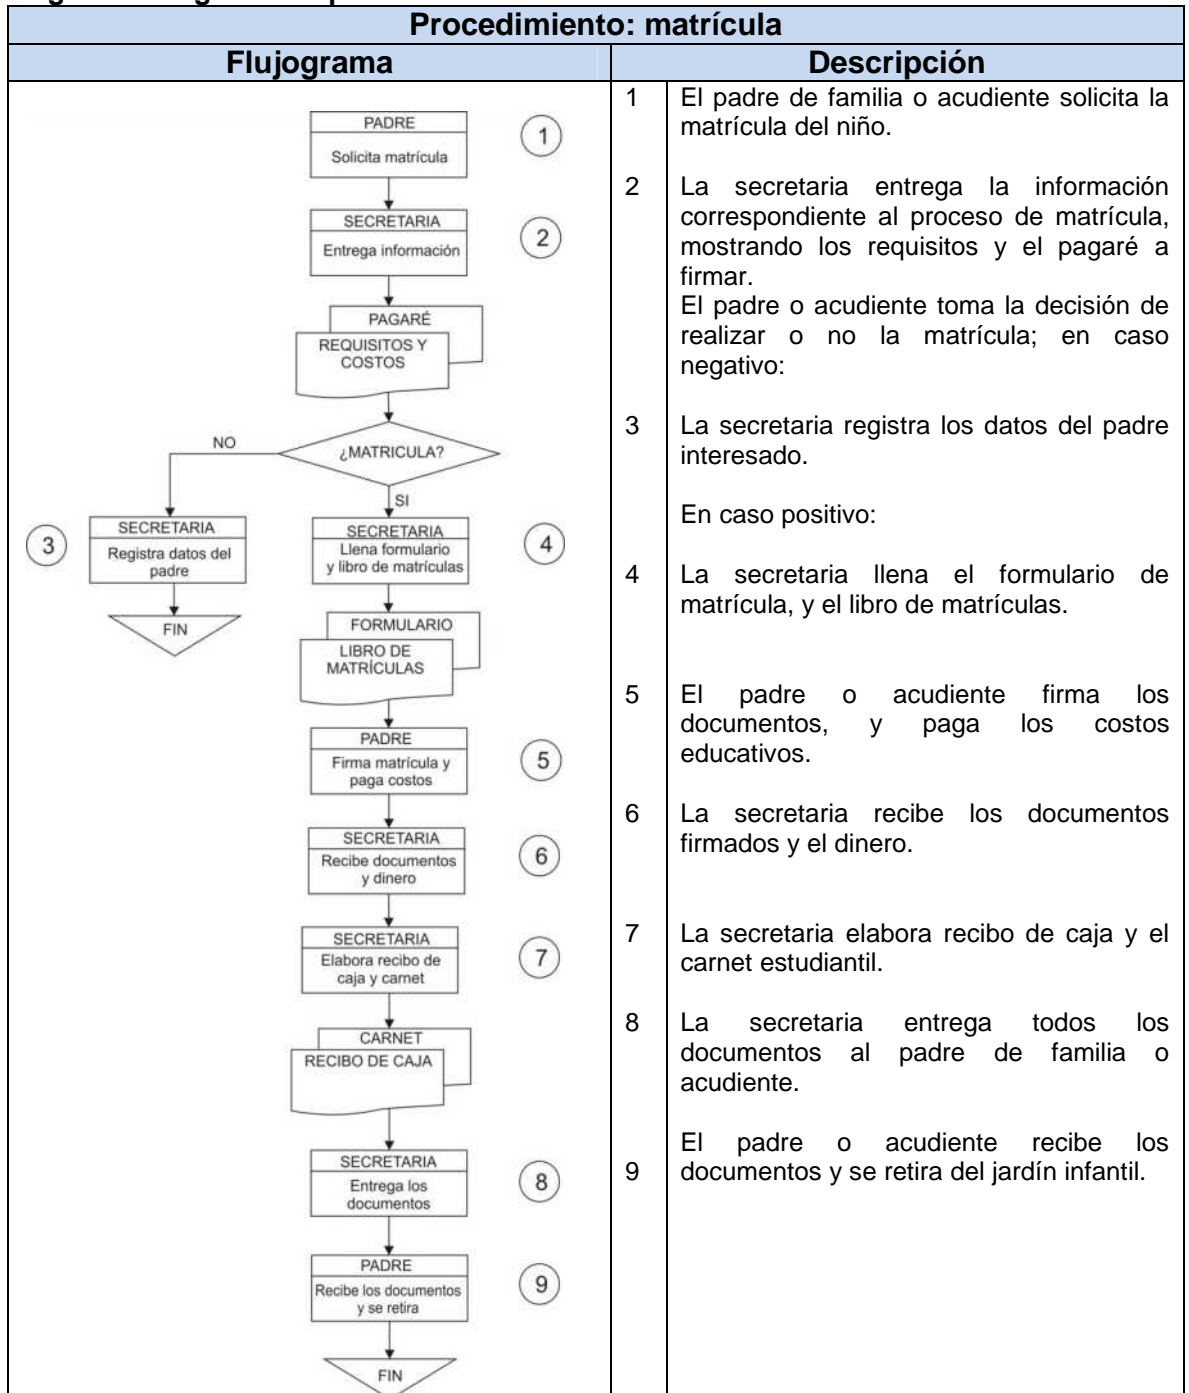 Procedimiento: matrícula
Flujograma
Descripción
PADRE
Solicita matrícula
1
SECRETARIA
Entrega información
2
PAGARÉ
REQUISITOS Y
COSTOS
¿MATRICULA?
NO
SI
3
SECRETARIA
Registra datos del
padre
FIN
SECRETARIA
Llena formulario
y libro de matrículas
4
FORMULARIO
LIBRO DE
MATRÍCULAS
PADRE
Firma matrícula y
paga costos
5
SECRETARIA
Recibe documentos
y dinero
6
SECRETARIA
Elabora recibo de
caja y carnet
7
CARNET
RECIBO DE CAJA
SECRETARIA
Entrega los
documentos
8
PADRE
Recibe los documentos
y se retira
9
FIN
1 El padre de familia o acudiente solicita la
matrícula del niño.
2 La secretaria entrega la información
correspondiente al proceso de matrícula,
mostrando los requisitos y el pagaré a
firmar.
El padre o acudiente toma la decisión de
realizar o no la matrícula; en caso
negativo:
3 La secretaria registra los datos del padre
interesado.
En caso positivo:
4 La secretaria llena el formulario de
matrícula, y el libro de matrículas.
5 El padre o acudiente firma los
documentos, y paga los costos
educativos.
6 La secretaria recibe los documentos
firmados y el dinero.
7 La secretaria elabora recibo de caja y el
carnet estudiantil.
8 La secretaria entrega todos los
documentos al padre de familia o
acudiente.
El padre o acudiente recibe los
9 documentos y se retira del jardín infantil.